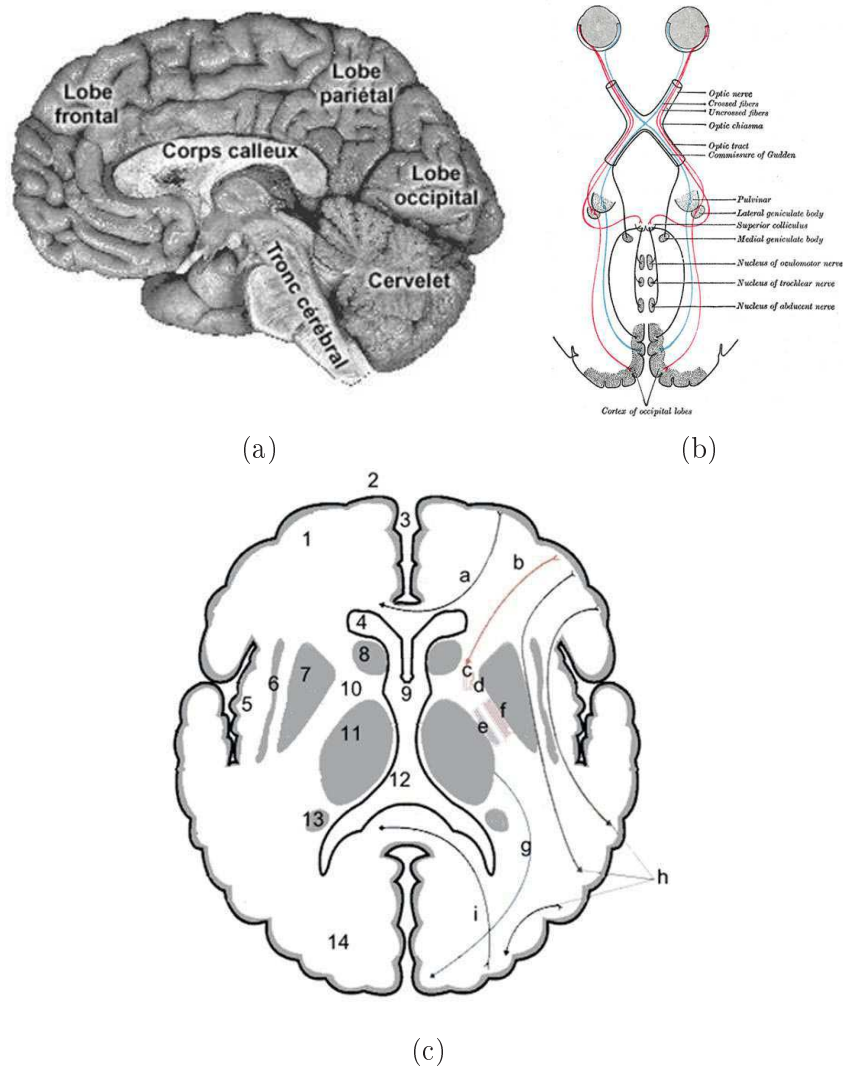 Lobe
frontal
Lobe
pariétal
Corps calleux
Lobe
occipital
Tronc cérébral
Cervelet
(a)
Optic nerve
Crossed fibers
Uncrossed fibers
Optic chiasma
Optic tract
Commissure of Gudden
Pulvinar
Lateral geniculate body
Superior colliculus
Medial geniculate body
Nucleus of oculomotor nerve
Nucleus of trochlear nerve
Nucleus of abducent nerve
Cortex of occipital lobes
(b)
2
1
3
a
b
4
8
7
6
5
10
9
c
d
f
e
11
12
13
g
h
i
14
(c)